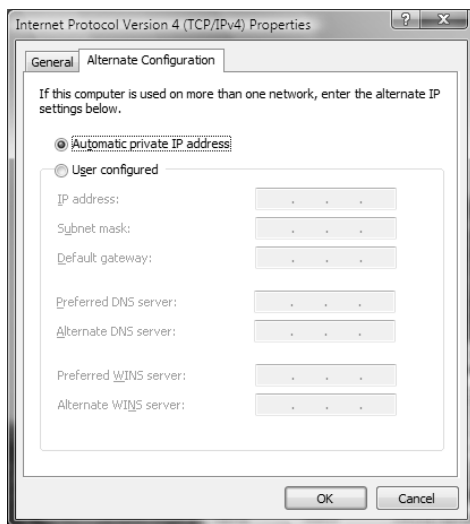 Internet Protocol Version 4 (TCP/IPv4) Properties
? X
General Alternate Configuration
If this computer is used on more than one network, enter the alternate IP
settings below.
Automatic private IP address
User configured
IP address:
Subnet mask:
Default gateway:
Preferred DNS server:
Alternate DNS server:
Preferred WINS server:
Alternate WINS server:
OK Cancel